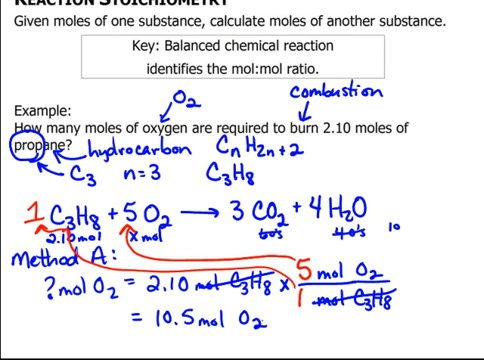 REACTION STOICHIOMETRY
Given moles of one substance, calculate moles of another substance.
Key: Balanced chemical reaction
identifies the mol:mol ratio.
Example:
O₂
combustion
How many moles of oxygen are required to burn 2.10 moles of
propane?
hydrocarbon CnH2n+2
C₃ n=3 C₃H₈
1 C₃H₈ + 5 O₂ → 3 CO₂ + 4 H₂O
2.10 mol x mol 6 O's 4 O's 10
Method A:
? mol O₂ = 2.10 mol C₃H₈ x 5 mol O₂
1 mol C₃H₈
= 10.5 mol O₂